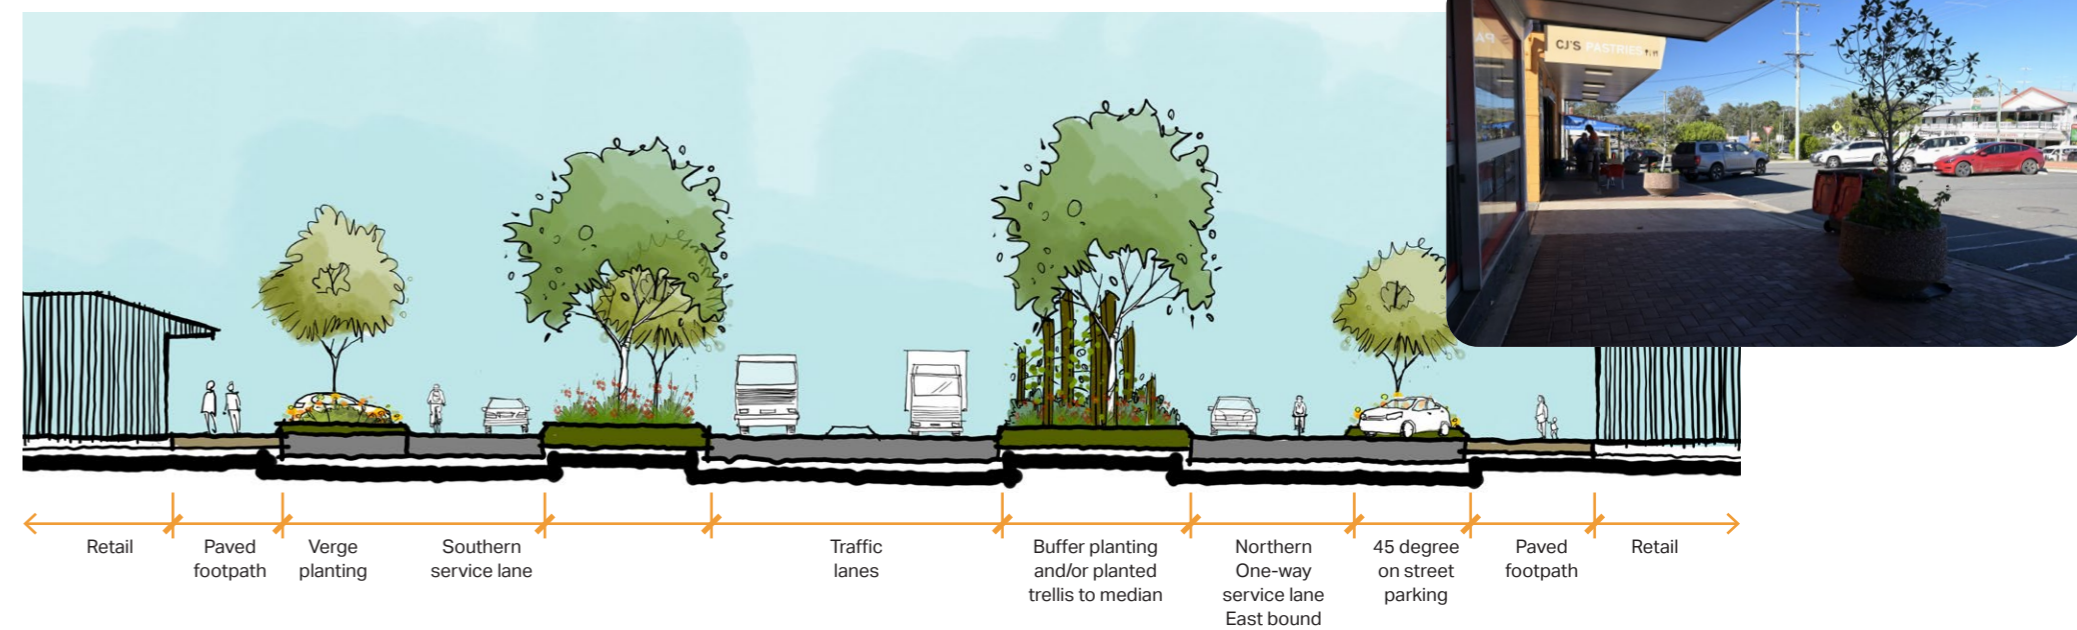 CJ'S PASTRIES
Retail
Paved
footpath
Verge
planting
Southern
service lane
Traffic
lanes
Buffer planting
and/or planted
trellis to median
Northern
One-way
service lane
East bound
45 degree
on street
parking
Paved
footpath
Retail